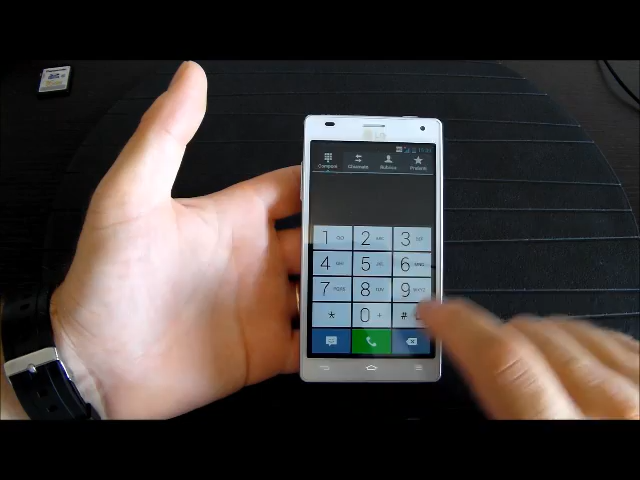 LG
Componi Chiamate Rubrica Preferiti
1 2 ABC 3 DEF
4 GHI 5 JKL 6 MNO
7 PQRS 8 TUV 9 WXYZ
* 0 + #